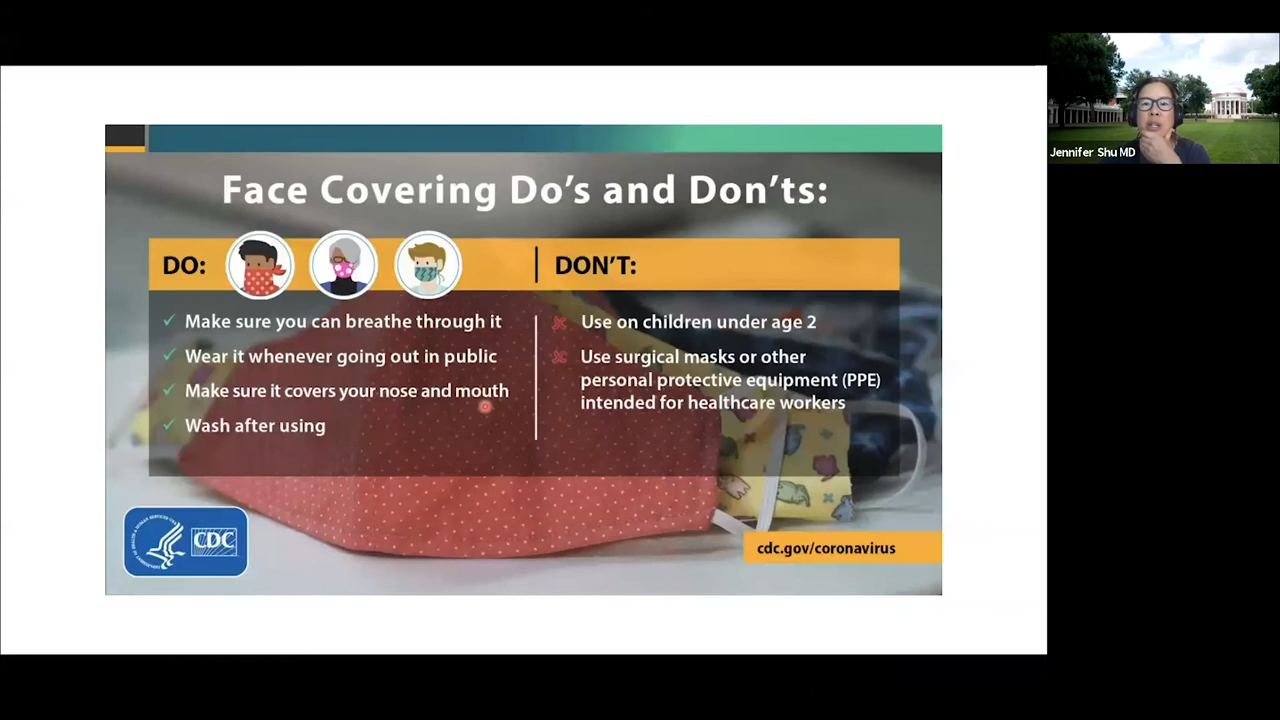 Jennifer Shu MD
Face Covering Do's and Don'ts:
DO:
Make sure you can breathe through it
Wear it whenever going out in public
Make sure it covers your nose and mouth
Wash after using
DON'T:
Use on children under age 2
Use surgical masks or other
personal protective equipment (PPE)
intended for healthcare workers
CDC
cdc.gov/coronavirus